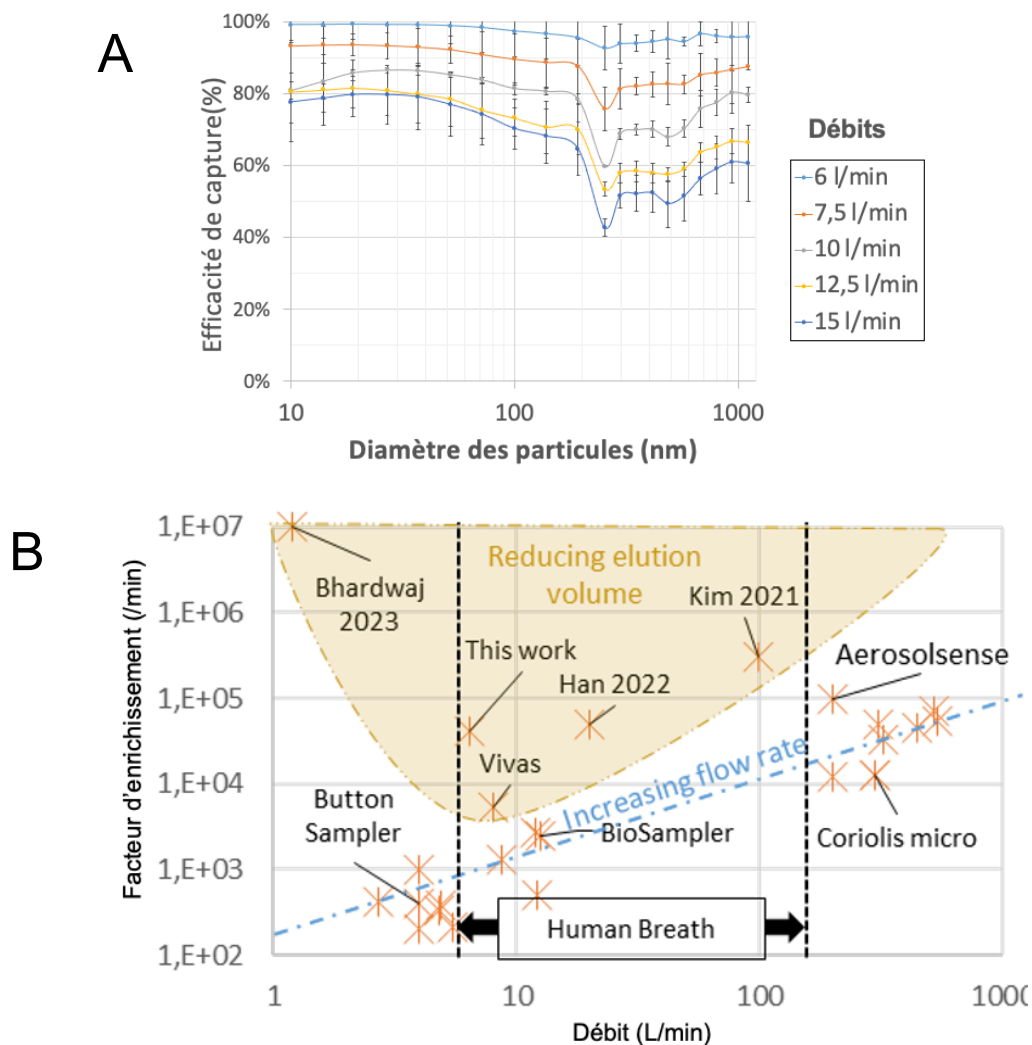 A
100%
80%
60%
40%
20%
0%
Efficacité de capture(%)
10
100
1000
Diamètre des particules (nm)
Débits
6 l/min
7,5 l/min
10 l/min
12,5 l/min
15 l/min
B
1,E+07
1,E+06
1,E+05
1,E+04
1,E+03
1,E+02
Facteur d'enrichissement (/min)
Reducing elution
volume
Bhardwaj
2023
Kim 2021
This work
Han 2022
Aerosolsense
Vivas
Increasing flow rate
Button
Sampler
BioSampler
Coriolis micro
Human Breath
1
10
100
1000
Débit (L/min)